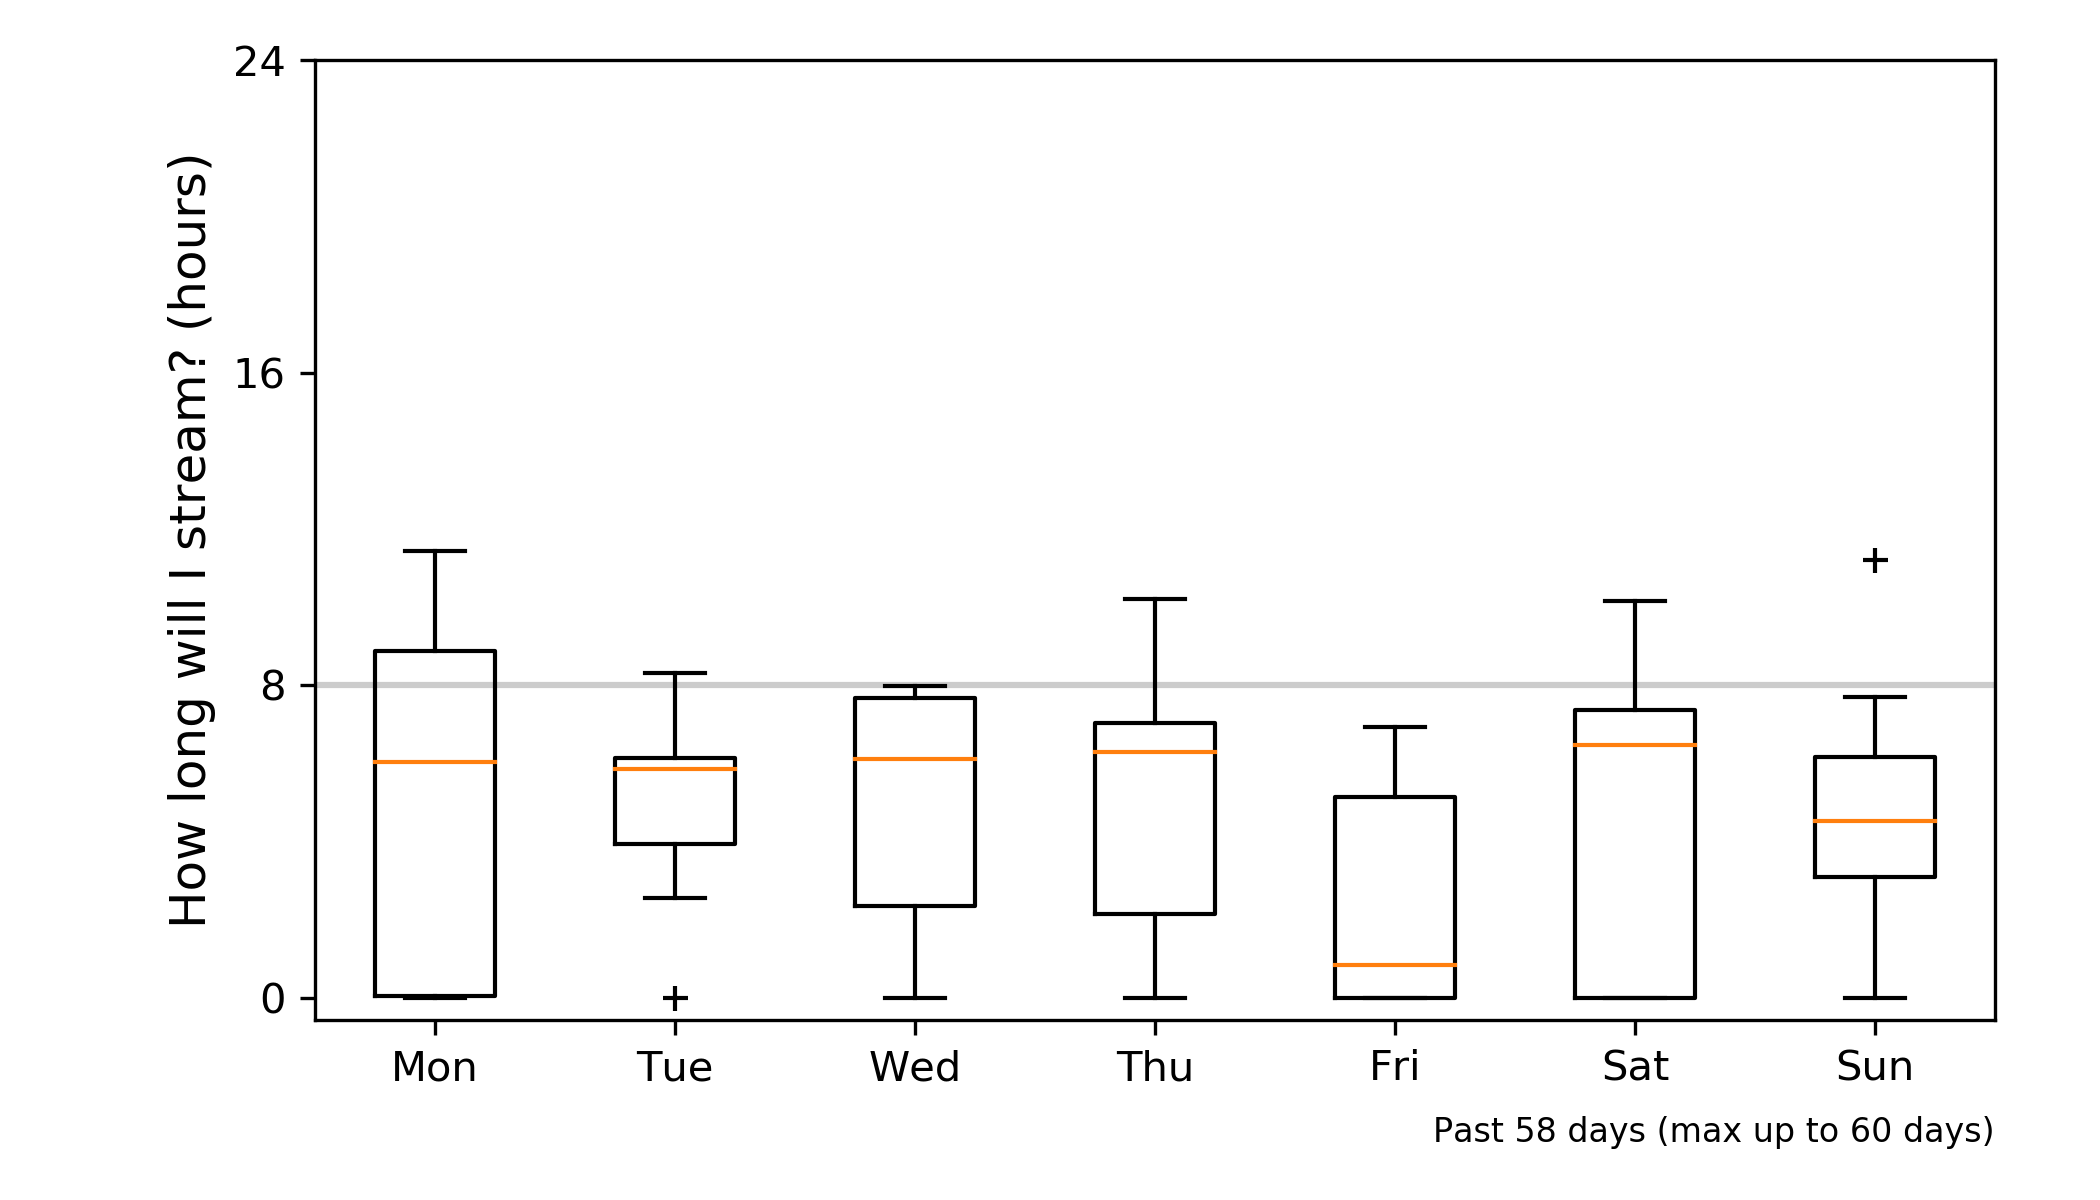 How long will I stream? (hours)
24
16
8
0
Mon Tue Wed Thu Fri Sat Sun
Past 58 days (max up to 60 days)